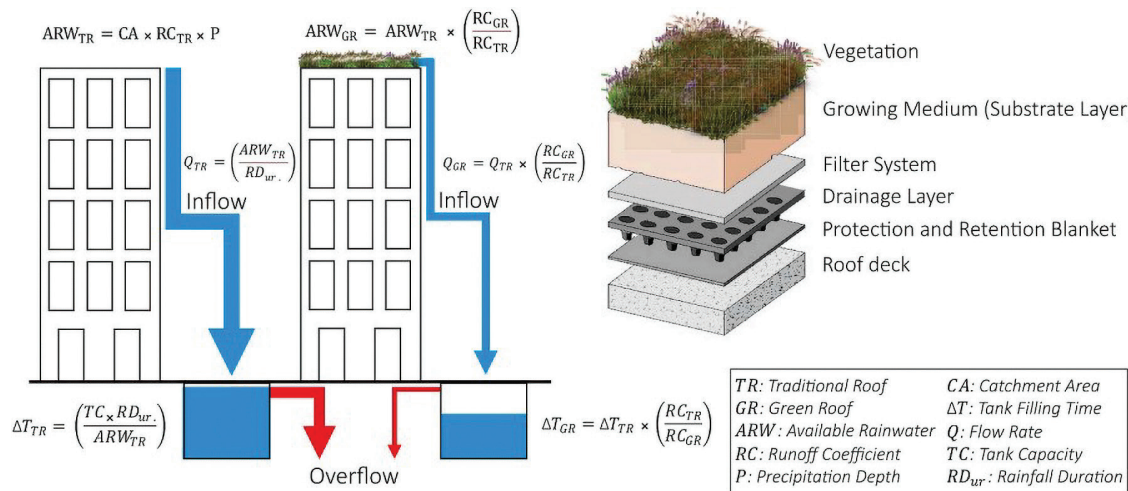 ARW_TR = CA × RC_TR × P
ARW_GR = ARW_TR × (RC_GR / RC_TR)
Q_TR = (ARW_TR / RD_ur.)
Inflow
Q_GR = Q_TR × (RC_GR / RC_TR)
Inflow
ΔT_TR = (TC × RD_ur. / ARW_TR)
Overflow
ΔT_GR = ΔT_TR × (RC_TR / RC_GR)
Vegetation
Growing Medium (Substrate Layer
Filter System
Drainage Layer
Protection and Retention Blanket
Roof deck
TR: Traditional Roof
GR: Green Roof
ARW: Available Rainwater
RC: Runoff Coefficient
P: Precipitation Depth
CA: Catchment Area
ΔT: Tank Filling Time
Q: Flow Rate
TC: Tank Capacity
RD_ur: Rainfall Duration